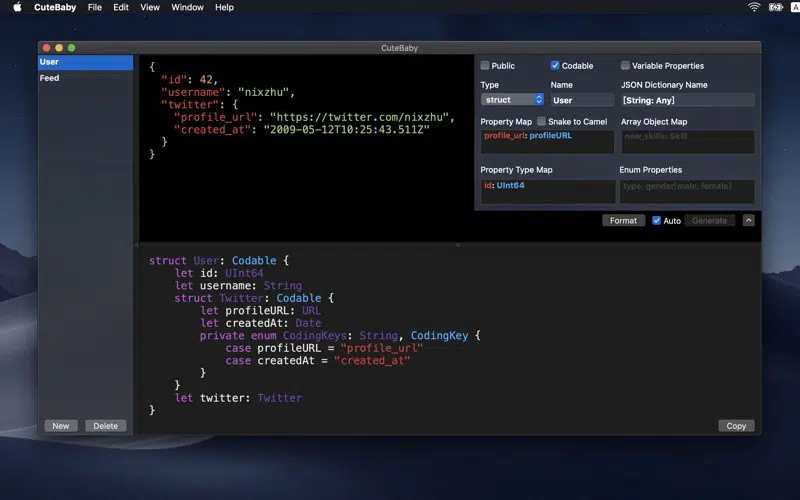 CuteBaby File Edit View Window Help A
CuteBaby
User
Feed
{
"id": 42,
"username": "nixzhu",
"twitter": {
"profile_url": "https://twitter.com/nixzhu",
"created_at": "2009-05-12T10:25:43.511Z"
}
}
Public Codable Variable Properties
Type Name JSON Dictionary Name
struct User [String: Any]
Property Map Snake to Camel Array Object Map
profile_url: profileURL new_skills: Skill
Property Type Map Enum Properties
id: UInt64 type, gender[male, female]
Format Auto Generate
struct User: Codable {
let id: UInt64
let username: String
struct Twitter: Codable {
let profileURL: URL
let createdAt: Date
private enum CodingKeys: String, CodingKey {
case profileURL = "profile_url"
case createdAt = "created_at"
}
}
let twitter: Twitter
}
New Delete Copy